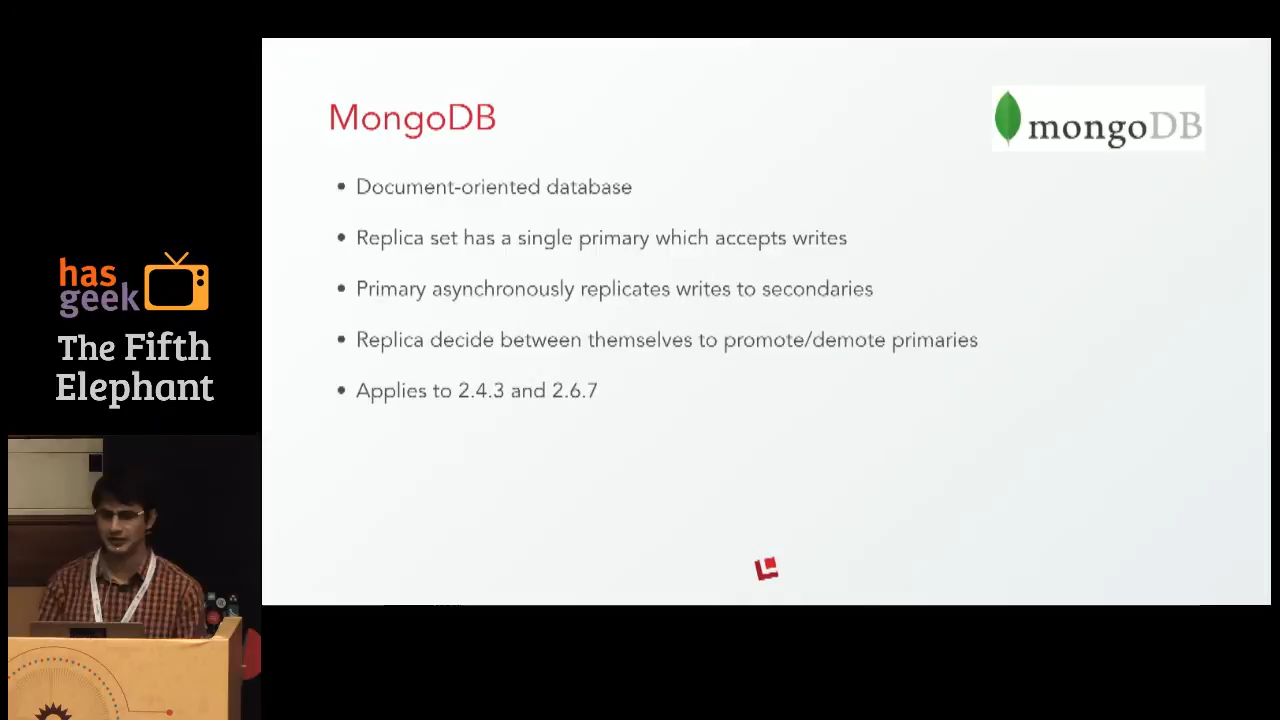 MongoDB
mongoDB
• Document-oriented database
• Replica set has a single primary which accepts writes
• Primary asynchronously replicates writes to secondaries
• Replica decide between themselves to promote/demote primaries
• Applies to 2.4.3 and 2.6.7
has
geek
The Fifth
Elephant